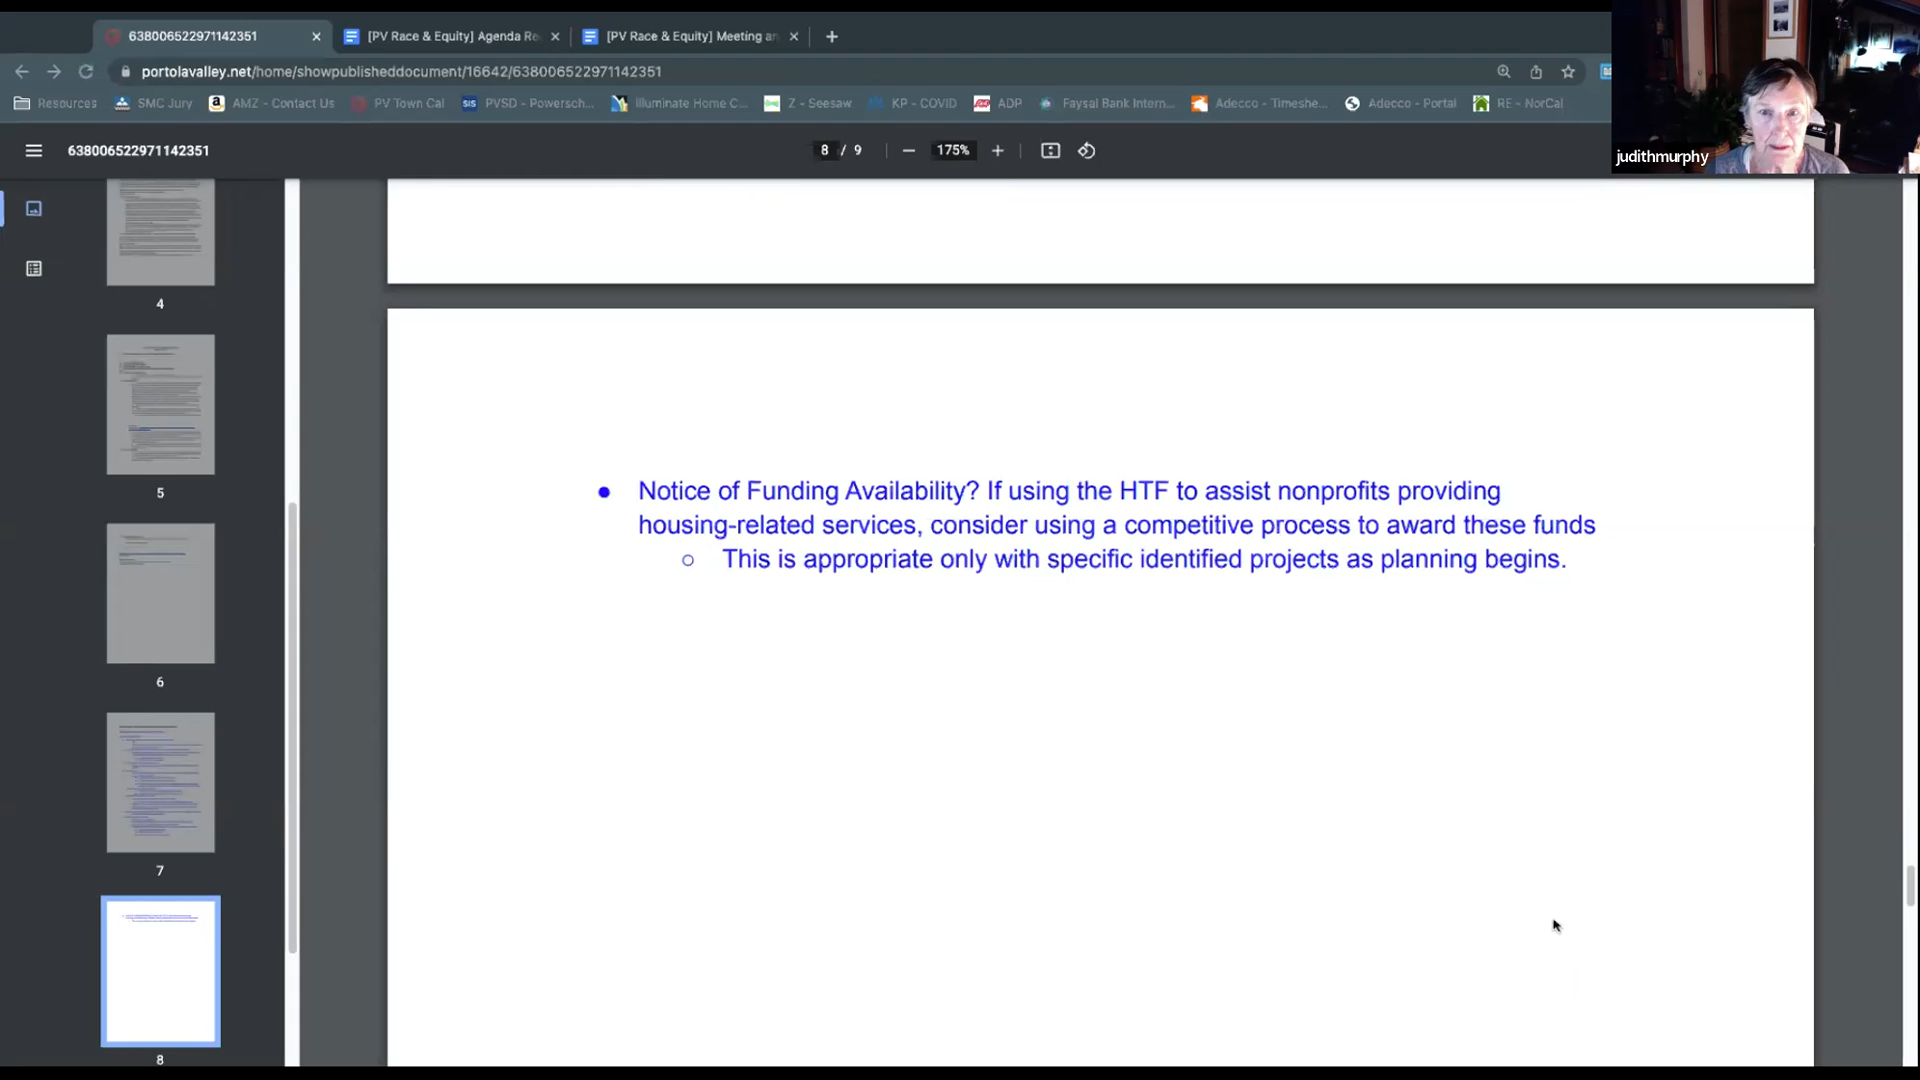 638006522971142351
[PV Race & Equity] Agenda Re
[PV Race & Equity] Meeting an
portolavalley.net/home/showpublisheddocument/16642/638006522971142351
Resources
SMC Jury
AMZ - Contact Us
PV Town Cal
SIS
PVSD - Powersch...
Illuminate Home C...
Z - Seesaw
KP - COVID
ADP
Faysal Bank Intern...
Adecco - Timeshe...
Adecco - Portal
RE - NorCal
judithmurphy
638006522971142351
8 / 9
175%
4
5
6
7
8
Notice of Funding Availability? If using the HTF to assist nonprofits providing
housing-related services, consider using a competitive process to award these funds
This is appropriate only with specific identified projects as planning begins.